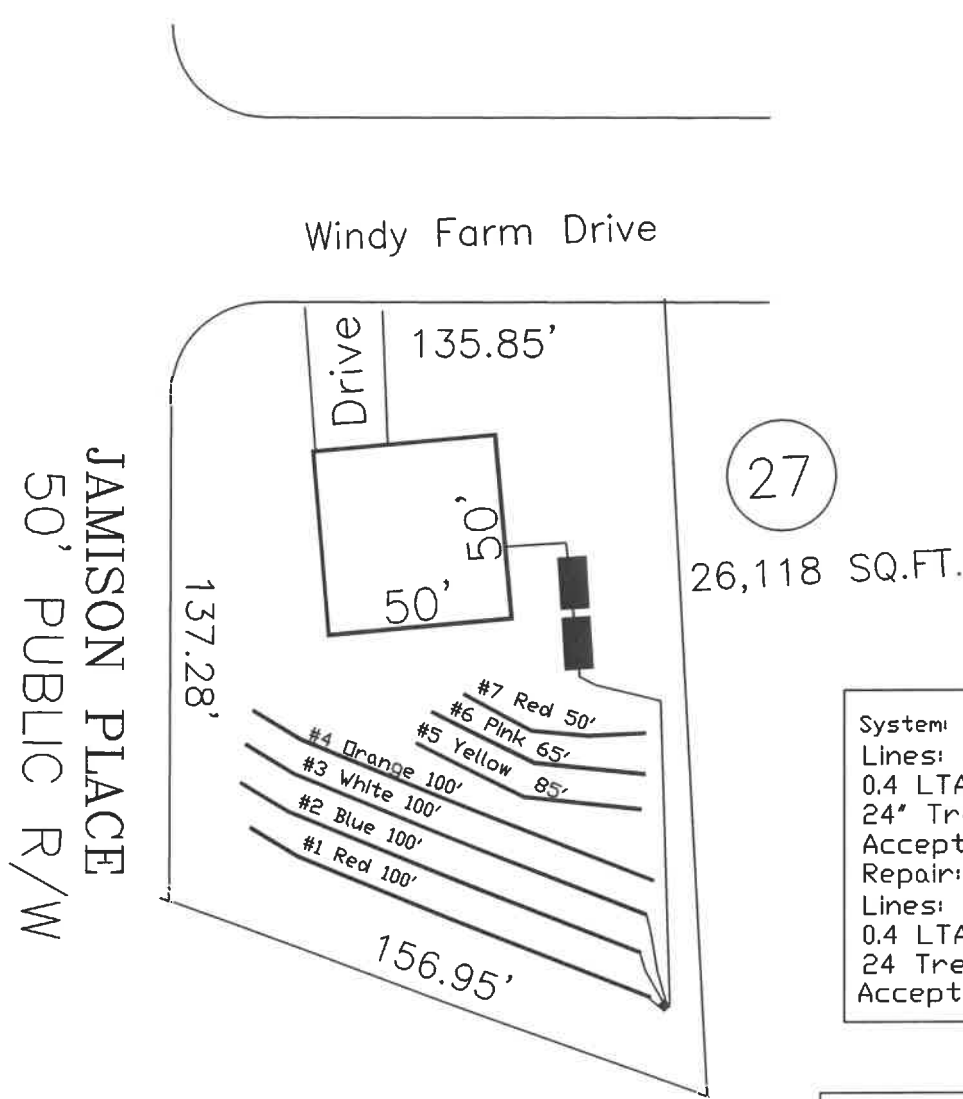 Windy Farm Drive
Drive
135.85'
27
26,118 SQ.FT.
50'
50'
JAMISON PLACE
50' PUBLIC R/W
137.28'
#7 Red 50'
#6 Pink 65'
#5 Yellow 85'
#4 Orange 100'
#3 White 100'
#2 Blue 100'
#1 Red 100'
156.95'
System:
Lines:
0.4 LTA
24" Tr
Accept
Repair:
Lines:
0.4 LTA
24 Tre
Accept